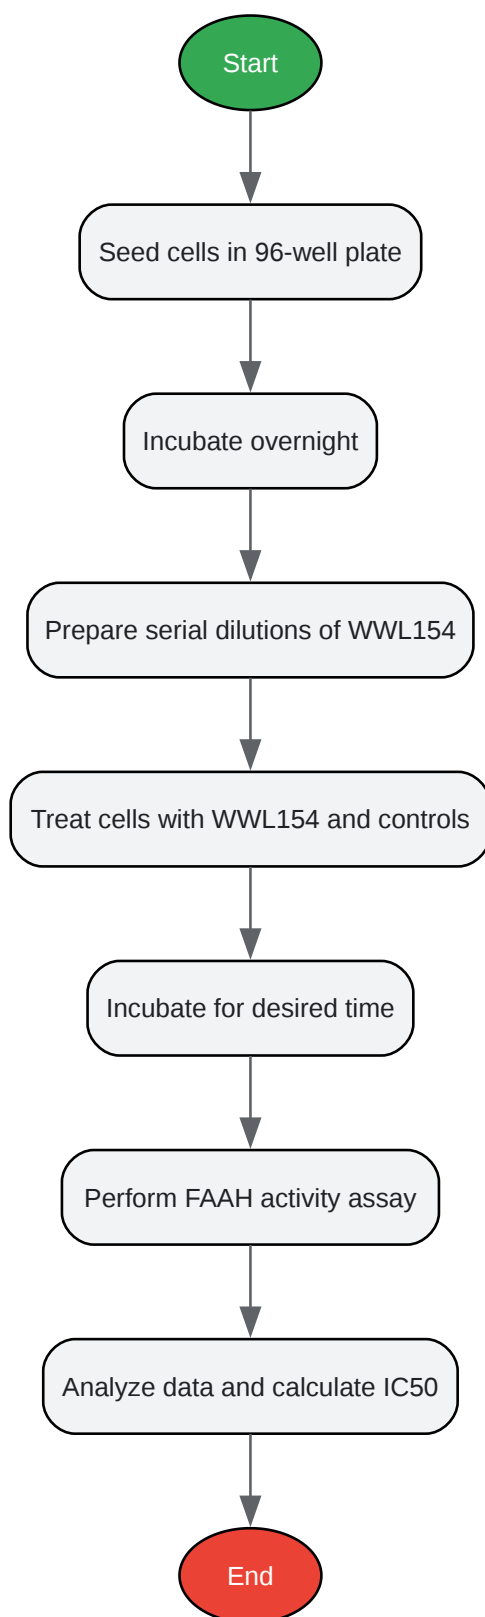 Start
Seed cells in 96-well plate
Incubate overnight
Prepare serial dilutions of WWL154
Treat cells with WWL154 and controls
Incubate for desired time
Perform FAAH activity assay
Analyze data and calculate IC50
End